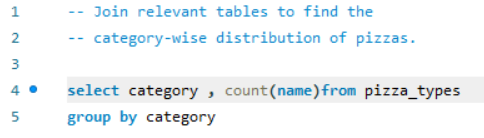 1 -- Join relevant tables to find the
2 -- category-wise distribution of pizzas.
3
4 select category , count(name)from pizza_types
5 group by category